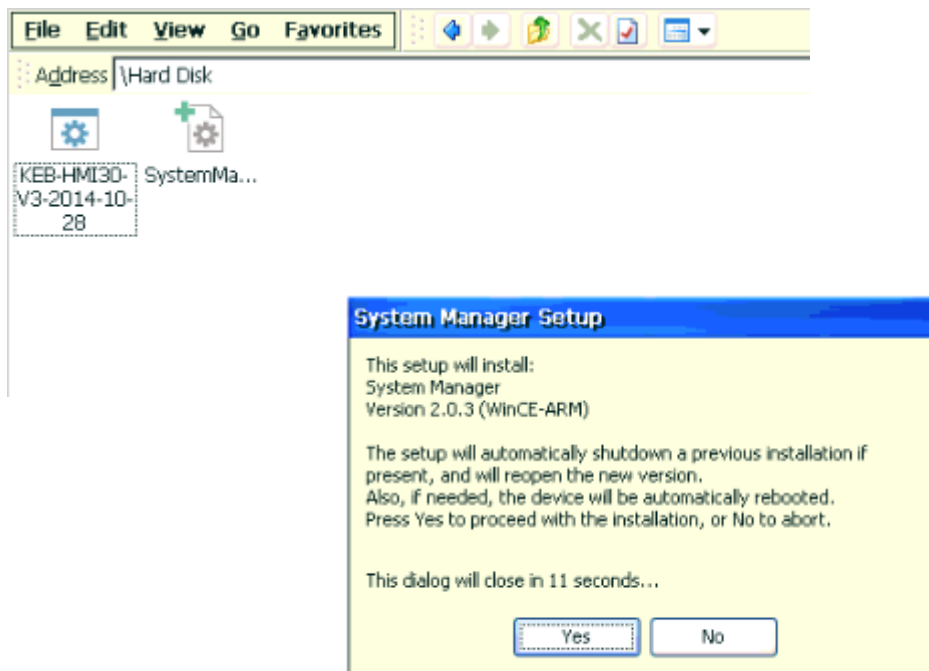 File Edit View Go Favorites
Address \Hard Disk
KEB-HMI30-
V3-2014-10-
28
SystemMa...
System Manager Setup
This setup will install:
System Manager
Version 2.0.3 (WinCE-ARM)
The setup will automatically shutdown a previous installation if
present, and will reopen the new version.
Also, if needed, the device will be automatically rebooted.
Press Yes to proceed with the installation, or No to abort.
This dialog will close in 11 seconds...
Yes No